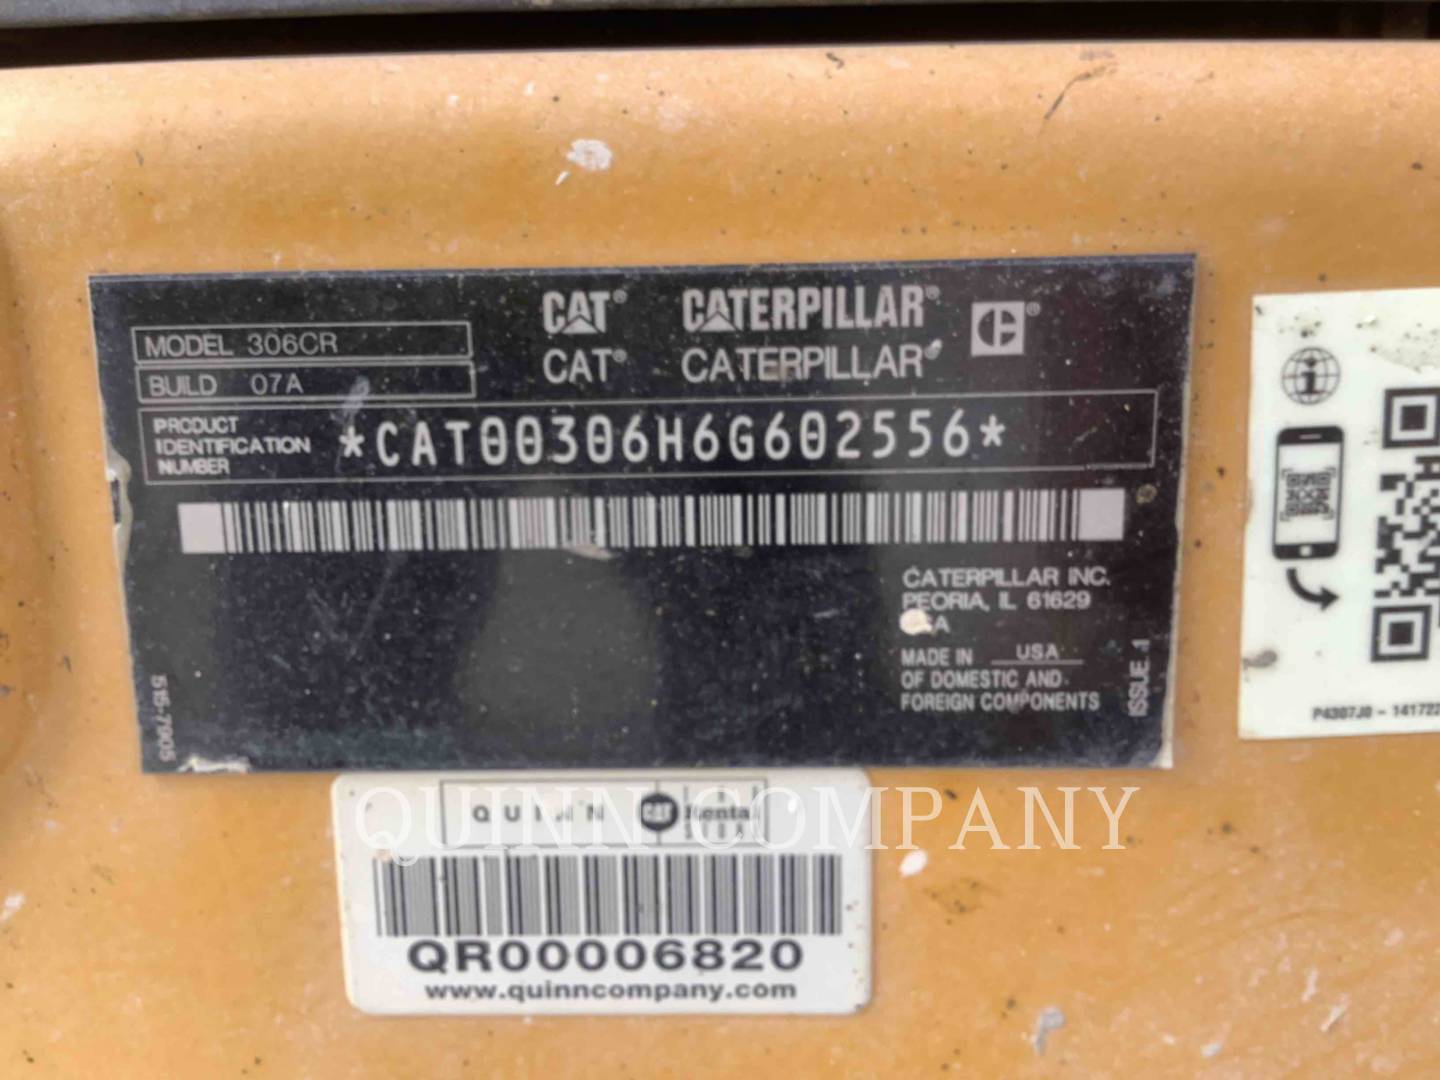 CAT® CATERPILLAR® ®
CAT® CATERPILLAR®
MODEL 306CR
BUILD 07A
PRODUCT
IDENTIFICATION
NUMBER
*CAT00306H6G602556*
CATERPILLAR INC.
PEORIA, IL 61629
MADE IN USA
OF DOMESTIC AND
FOREIGN COMPONENTS
ISSUE 1
515-7905
P4307J0 - 141722
QUINN CAT Rental
QUINN COMPANY
QR00006820
www.quinncompany.com